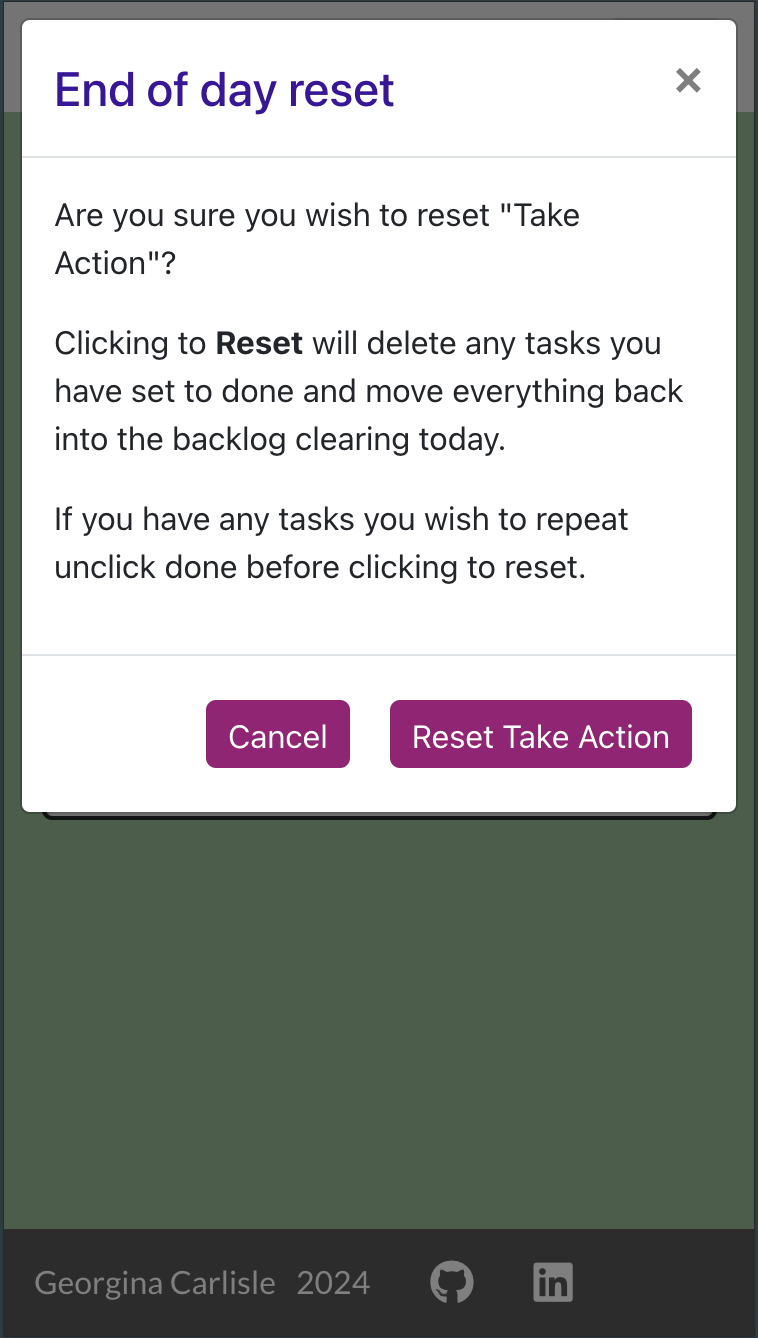 End of day reset
×
Are you sure you wish to reset "Take
Action"?
Clicking to Reset will delete any tasks you
have set to done and move everything back
into the backlog clearing today.
If you have any tasks you wish to repeat
unclick done before clicking to reset.
Cancel
Reset Take Action
Georgina Carlisle 2024
in